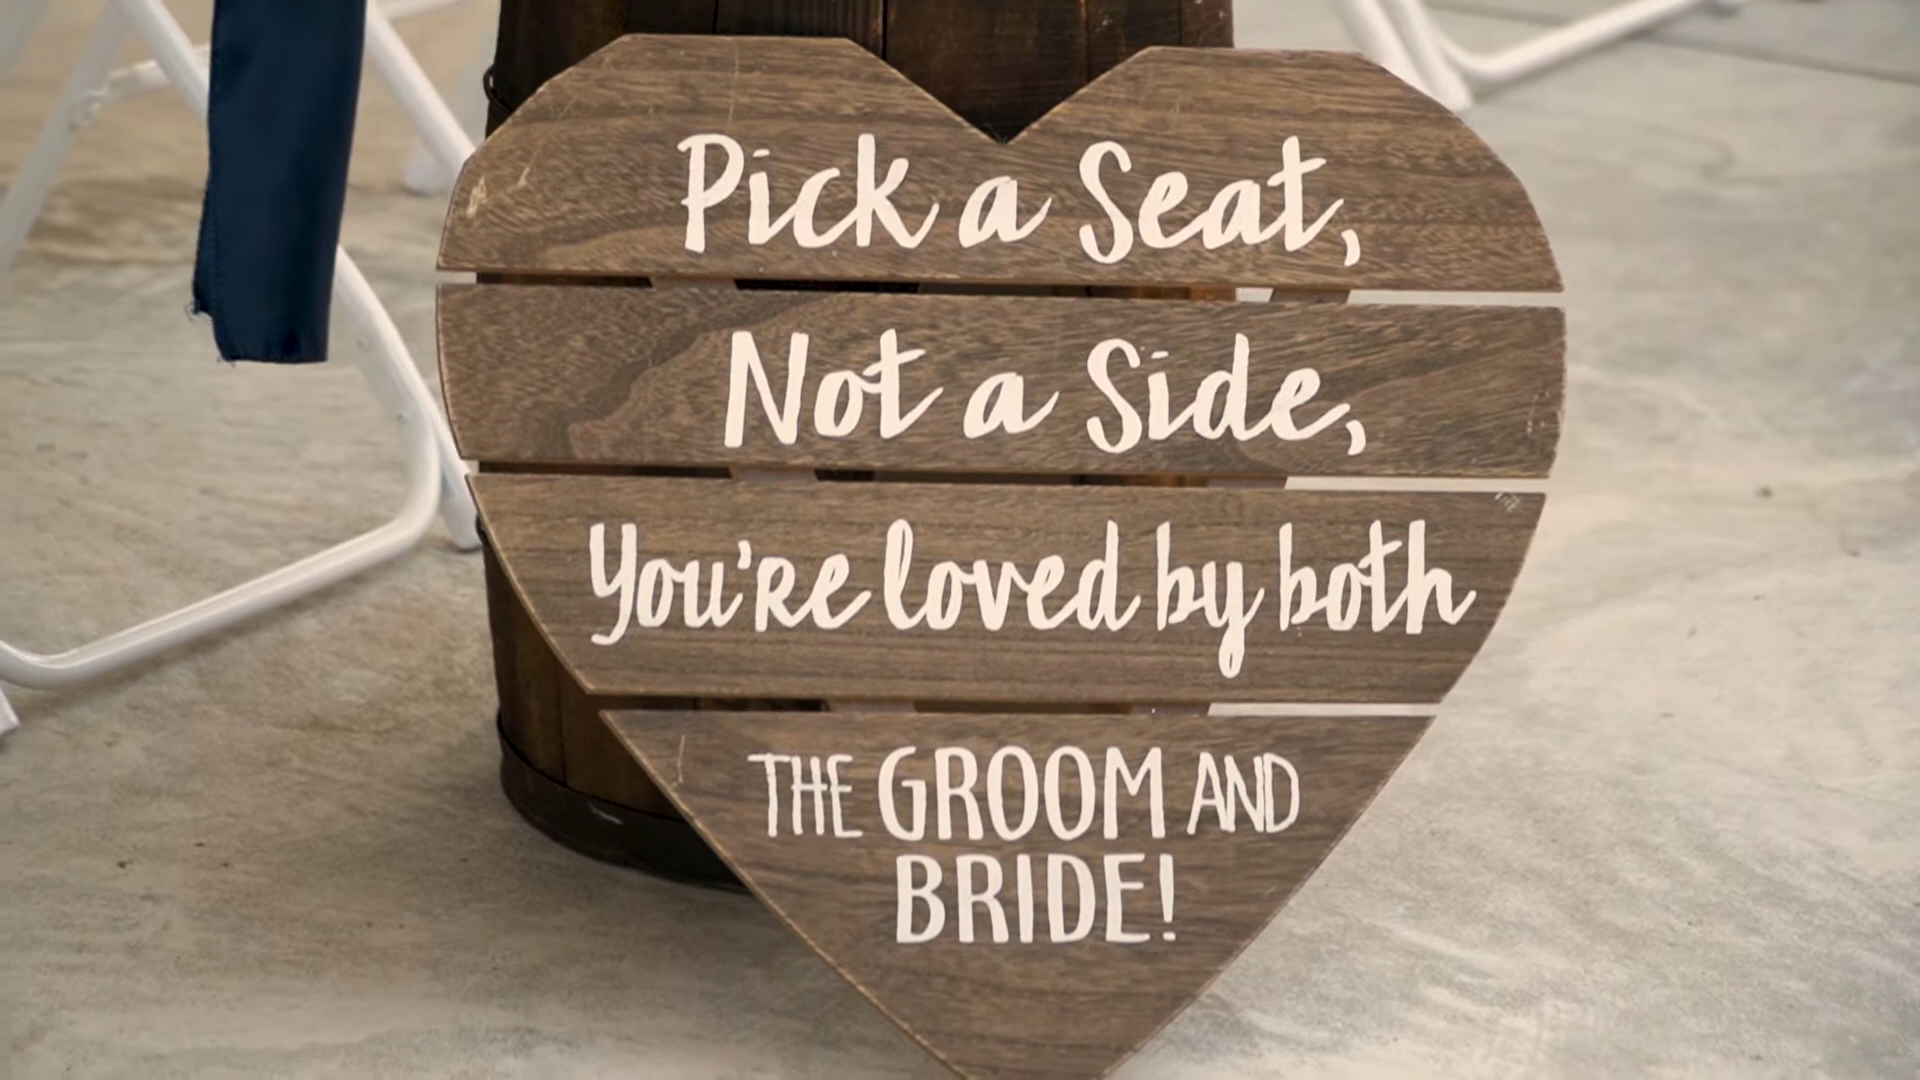 Pick a Seat,
Not a Side,
You're loved by both
THE GROOM AND
BRIDE!